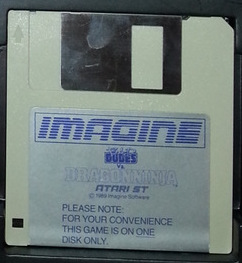 IMAGINE
BAD
DUDES
VS.
DRAGONNINJA
ATARI ST
© 1989 Imagine Software
PLEASE NOTE:
FOR YOUR CONVENIENCE
THIS GAME IS ON ONE
DISK ONLY.